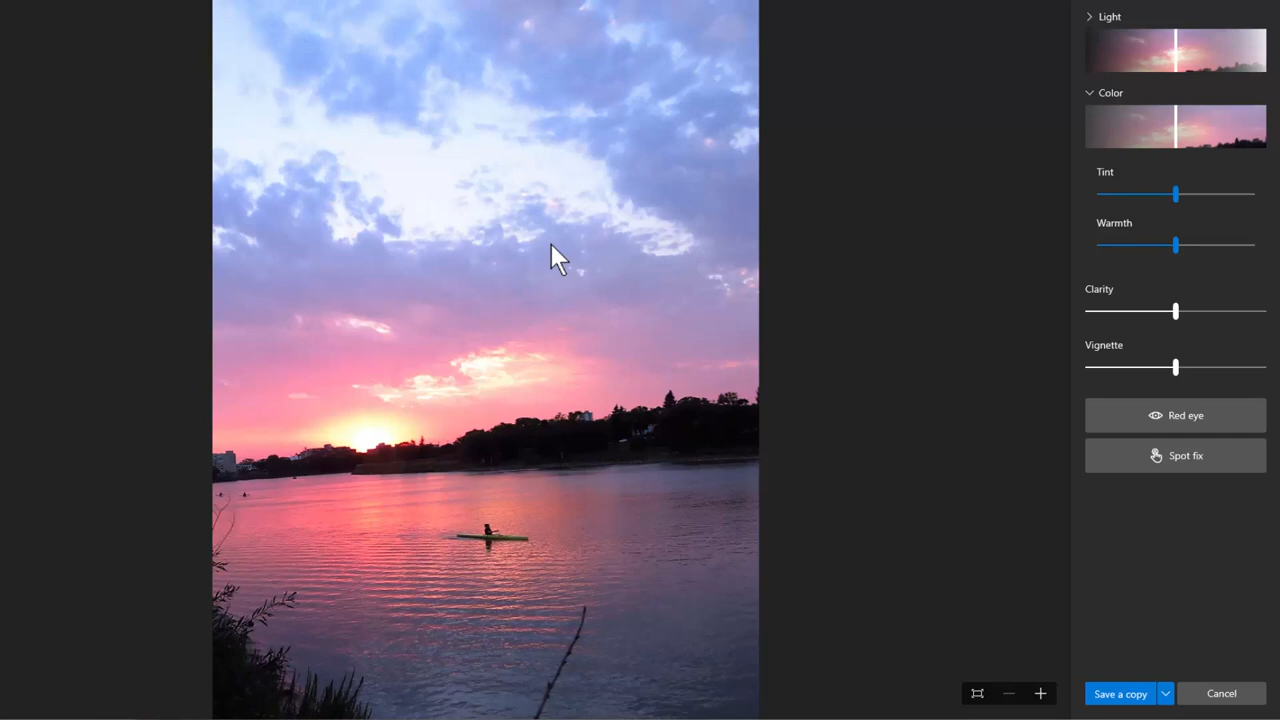 Light
Color
Tint
Warmth
Clarity
Vignette
Red eye
Spot fix
Save a copy
Cancel